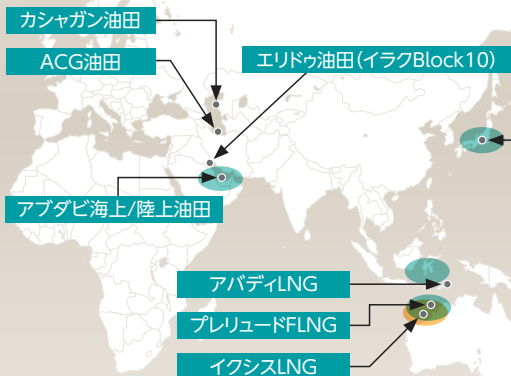 カシャガン油田
ACG油田
エリドゥ油田(イラクBlock10)
アブダビ海上/陸上油田
アバディLNG
プレリュードFLNG
イクシスLNG